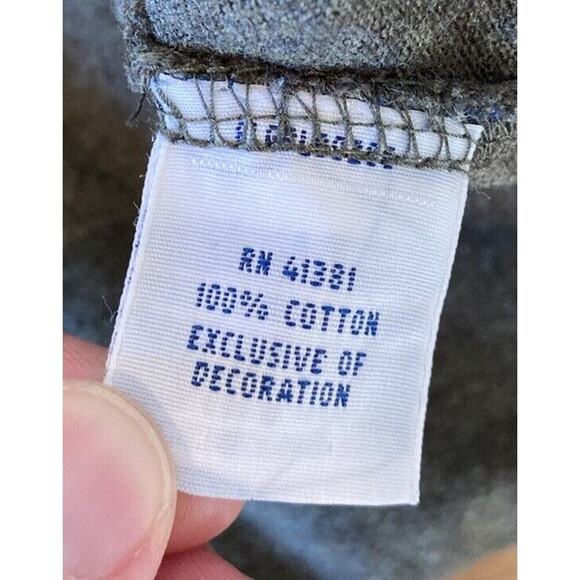 RN 41381
100% COTTON
EXCLUSIVE OF
DECORATION